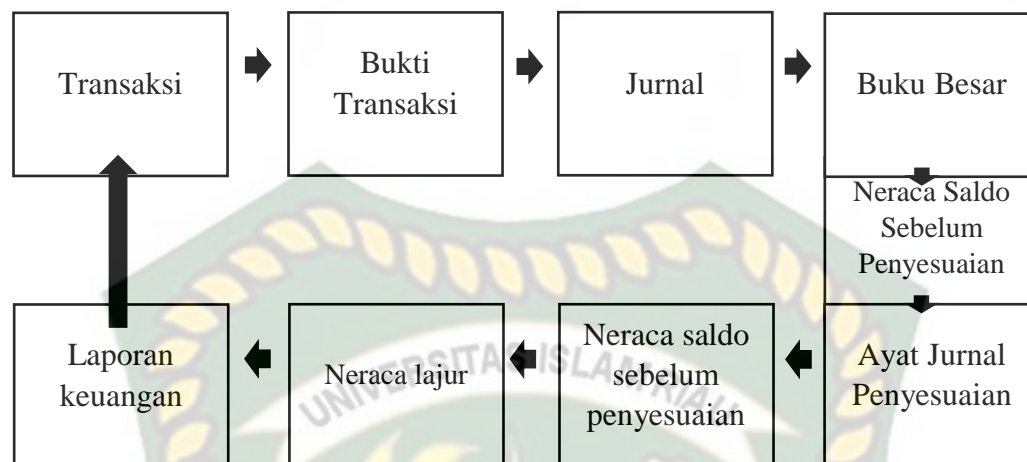 Transaksi
Bukti
Transaksi
Jurnal
Buku Besar
Neraca Saldo
Sebelum
Penyesuaian
Laporan
keuangan
Neraca lajur
Neraca saldo
sebelum
penyesuaian
Ayat Jurnal
Penyesuaian
UNIVERSITAS ISLAM RIAU